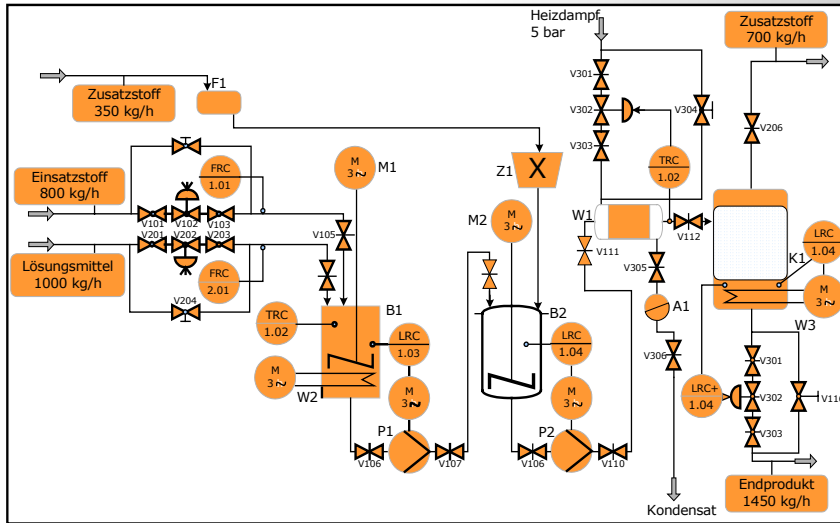 Heizdampf
5 bar
Zusatzstoff
700 kg/h
F1
Zusatzstoff
350 kg/h
V301
V302
V303
V304
V206
TRC
1.02
Einsatzstoff
800 kg/h
FRC
1.01
M
3~
M1
Z1
X
V101
V102
V103
V201
V202
V203
V105
M2
M
3~
W1
V111
V112
Lösungsmittel
1000 kg/h
FRC
2.01
V204
V305
A1
K1
LRC
1.04
M
3~
W3
TRC
1.02
B1
LRC
1.03
B2
LRC
1.04
V306
V301
V302
V303
LRC+
1.04
V110
M
3~
W2
M
3~
M
3~
P1
V106
V107
P2
V106
V110
Kondensat
Endprodukt
1450 kg/h